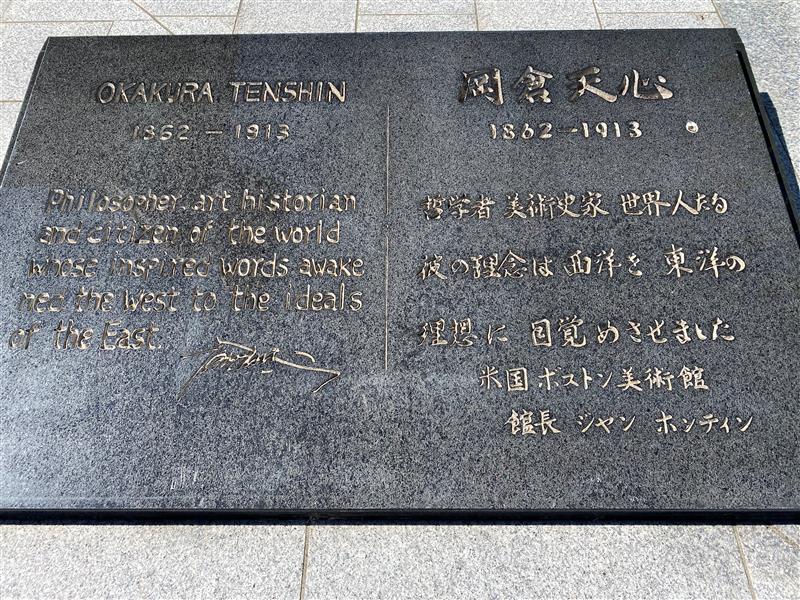 OKAKURA TENSHIN
1862 － 1913
Philosopher, art historian
and citizen of the world
whose inspired words awake
ned the West to the ideals
of the East.
岡倉天心
1862－1913
哲学者 美術史家 世界人たる
彼の理念は 西洋を 東洋の
理想に 目覚めさせました
米国 ボストン美術館
館長 ジャン ホンティン